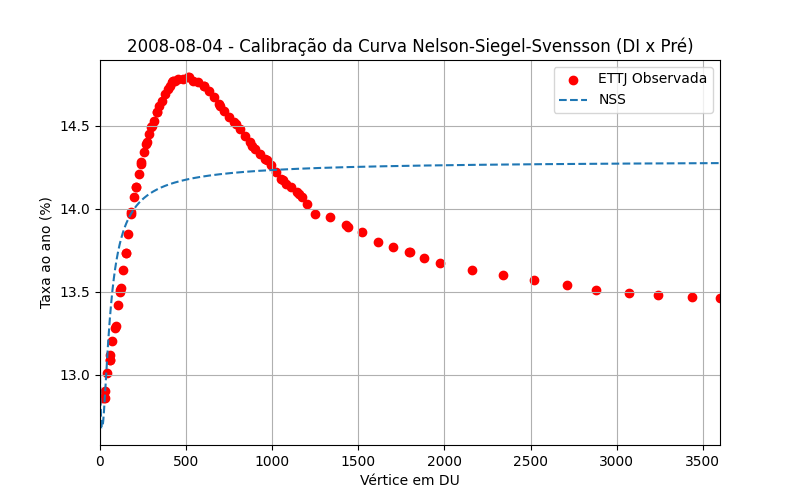 2008-08-04 - Calibração da Curva Nelson-Siegel-Svensson (DI x Pré)
ETTJ Observada
NSS
Taxa ao ano (%)
14.5
14.0
13.5
13.0
0 500 1000 1500 2000 2500 3000 3500
Vértice em DU